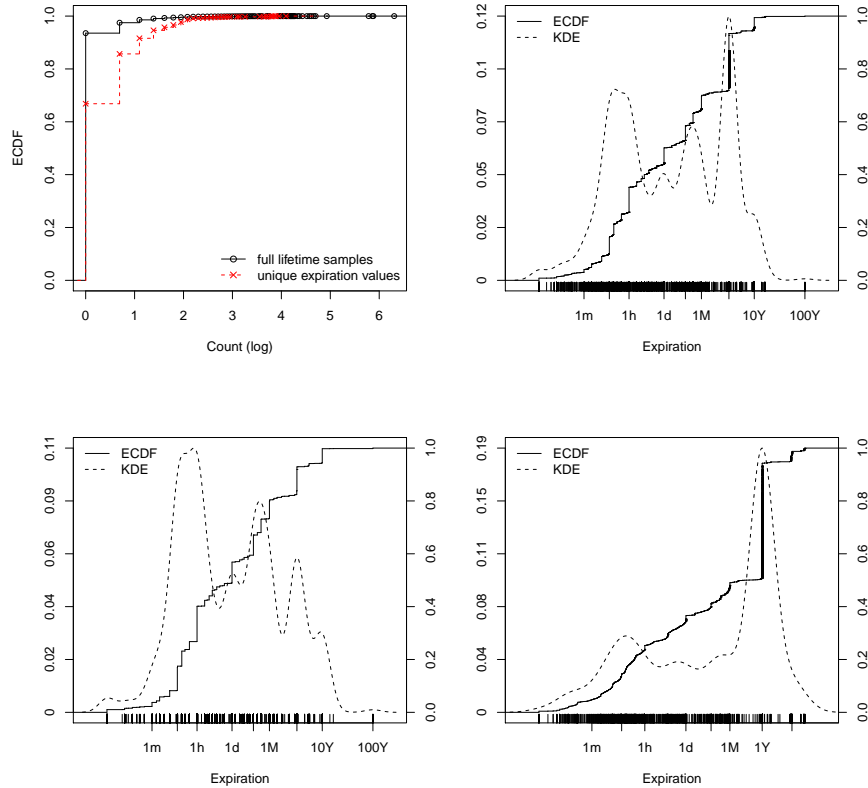 ECDF
0.0 0.2 0.4 0.6 0.8 1.0
full lifetime samples
unique expiration values
0 1 2 3 4 5 6
Count (log)
0 0.02 0.05 0.07 0.1 0.12
ECDF
KDE
0.0 0.2 0.4 0.6 0.8 1.0
1m 1h 1d 1M 10Y 100Y
Expiration
0 0.02 0.04 0.06 0.09 0.11
ECDF
KDE
0.0 0.2 0.4 0.6 0.8 1.0
1m 1h 1d 1M 10Y 100Y
Expiration
0 0.04 0.08 0.11 0.15 0.19
ECDF
KDE
0.0 0.2 0.4 0.6 0.8 1.0
1m 1h 1d 1M 1Y
Expiration